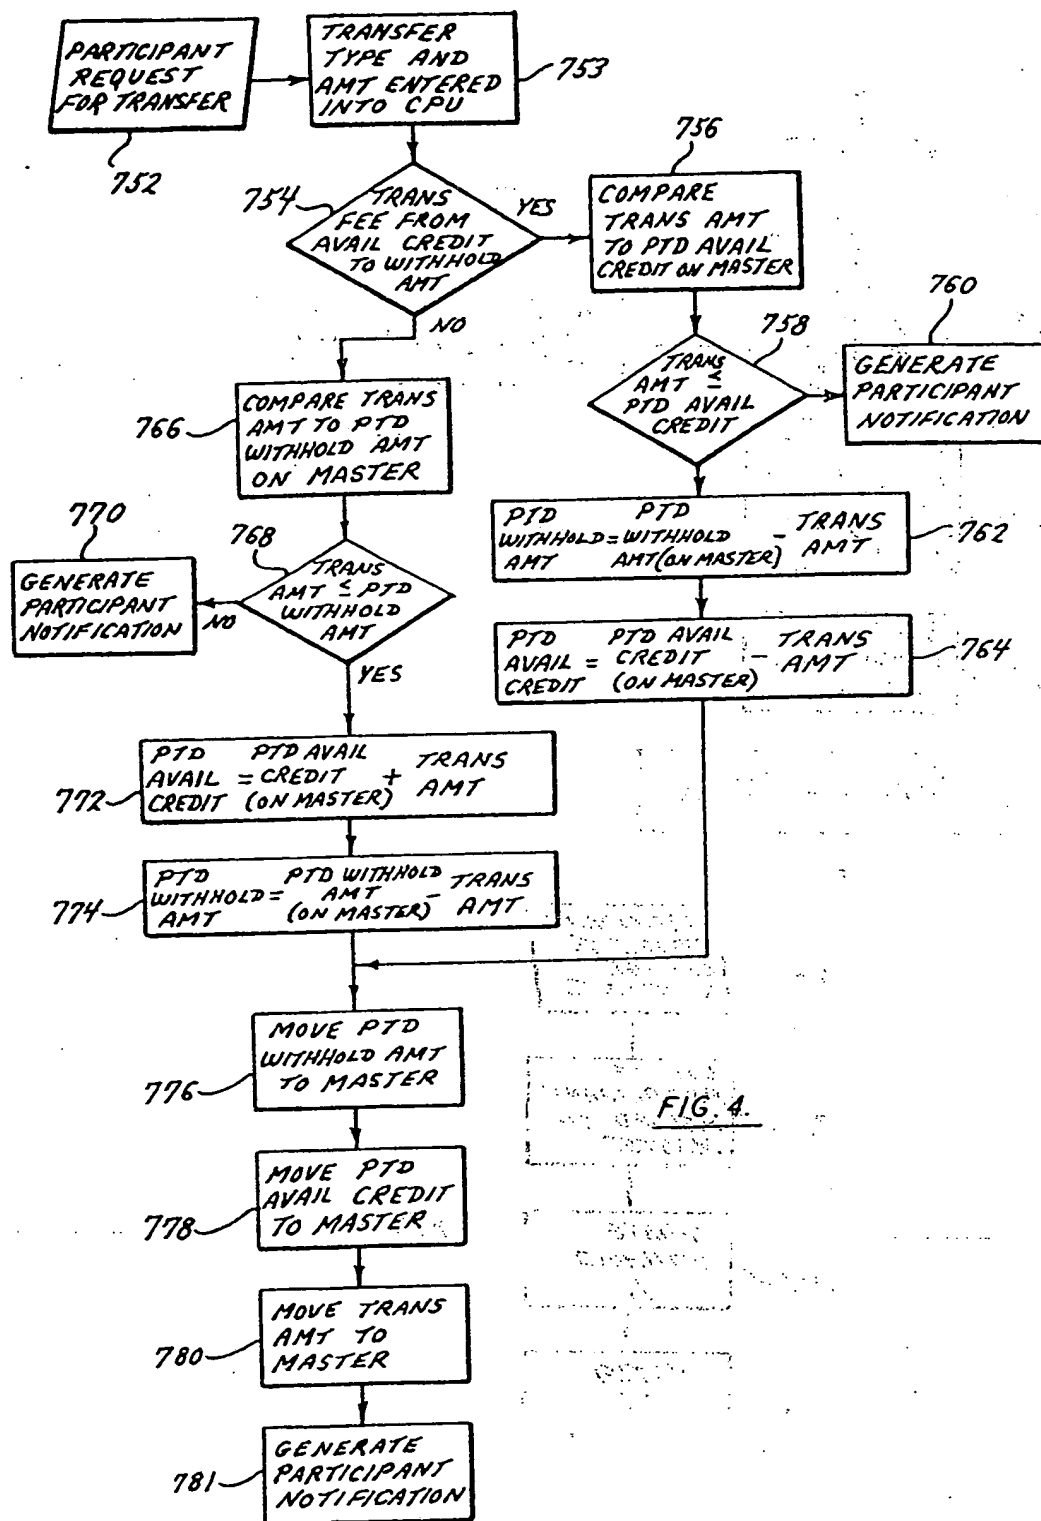 PARTICIPANT
REQUEST
FOR TRANSFER
752
TRANSFER
TYPE AND
AMT ENTERED
INTO CPU
753
754
TRANS
FEE FROM
AVAIL CREDIT
TO WITHHOLD
AMT
YES
NO
756
COMPARE
TRANS AMT
TO PTD AVAIL
CREDIT ON MASTER
758
TRANS
AMT ≤
PTD AVAIL
CREDIT
760
GENERATE
PARTICIPANT
NOTIFICATION
766
COMPARE TRANS
AMT TO PTD
WITHHOLD AMT
ON MASTER
762
PTD PTD
WITHHOLD = WITHHOLD - TRANS
AMT AMT (ON MASTER) AMT
768
TRANS
AMT ≤ PTD
WITHHOLD
AMT
NO
YES
770
GENERATE
PARTICIPANT
NOTIFICATION
764
PTD PTD AVAIL TRANS
AVAIL = CREDIT - AMT
CREDIT (ON MASTER)
772
PTD PTD AVAIL TRANS
AVAIL = CREDIT + AMT
CREDIT (ON MASTER)
774
PTD PTD WITHHOLD
WITHHOLD = AMT - TRANS
AMT (ON MASTER) AMT
776
MOVE PTD
WITHHOLD AMT
TO MASTER
FIG. 4.
778
MOVE PTD
AVAIL CREDIT
TO MASTER
780
MOVE TRANS
AMT TO
MASTER
781
GENERATE
PARTICIPANT
NOTIFICATION